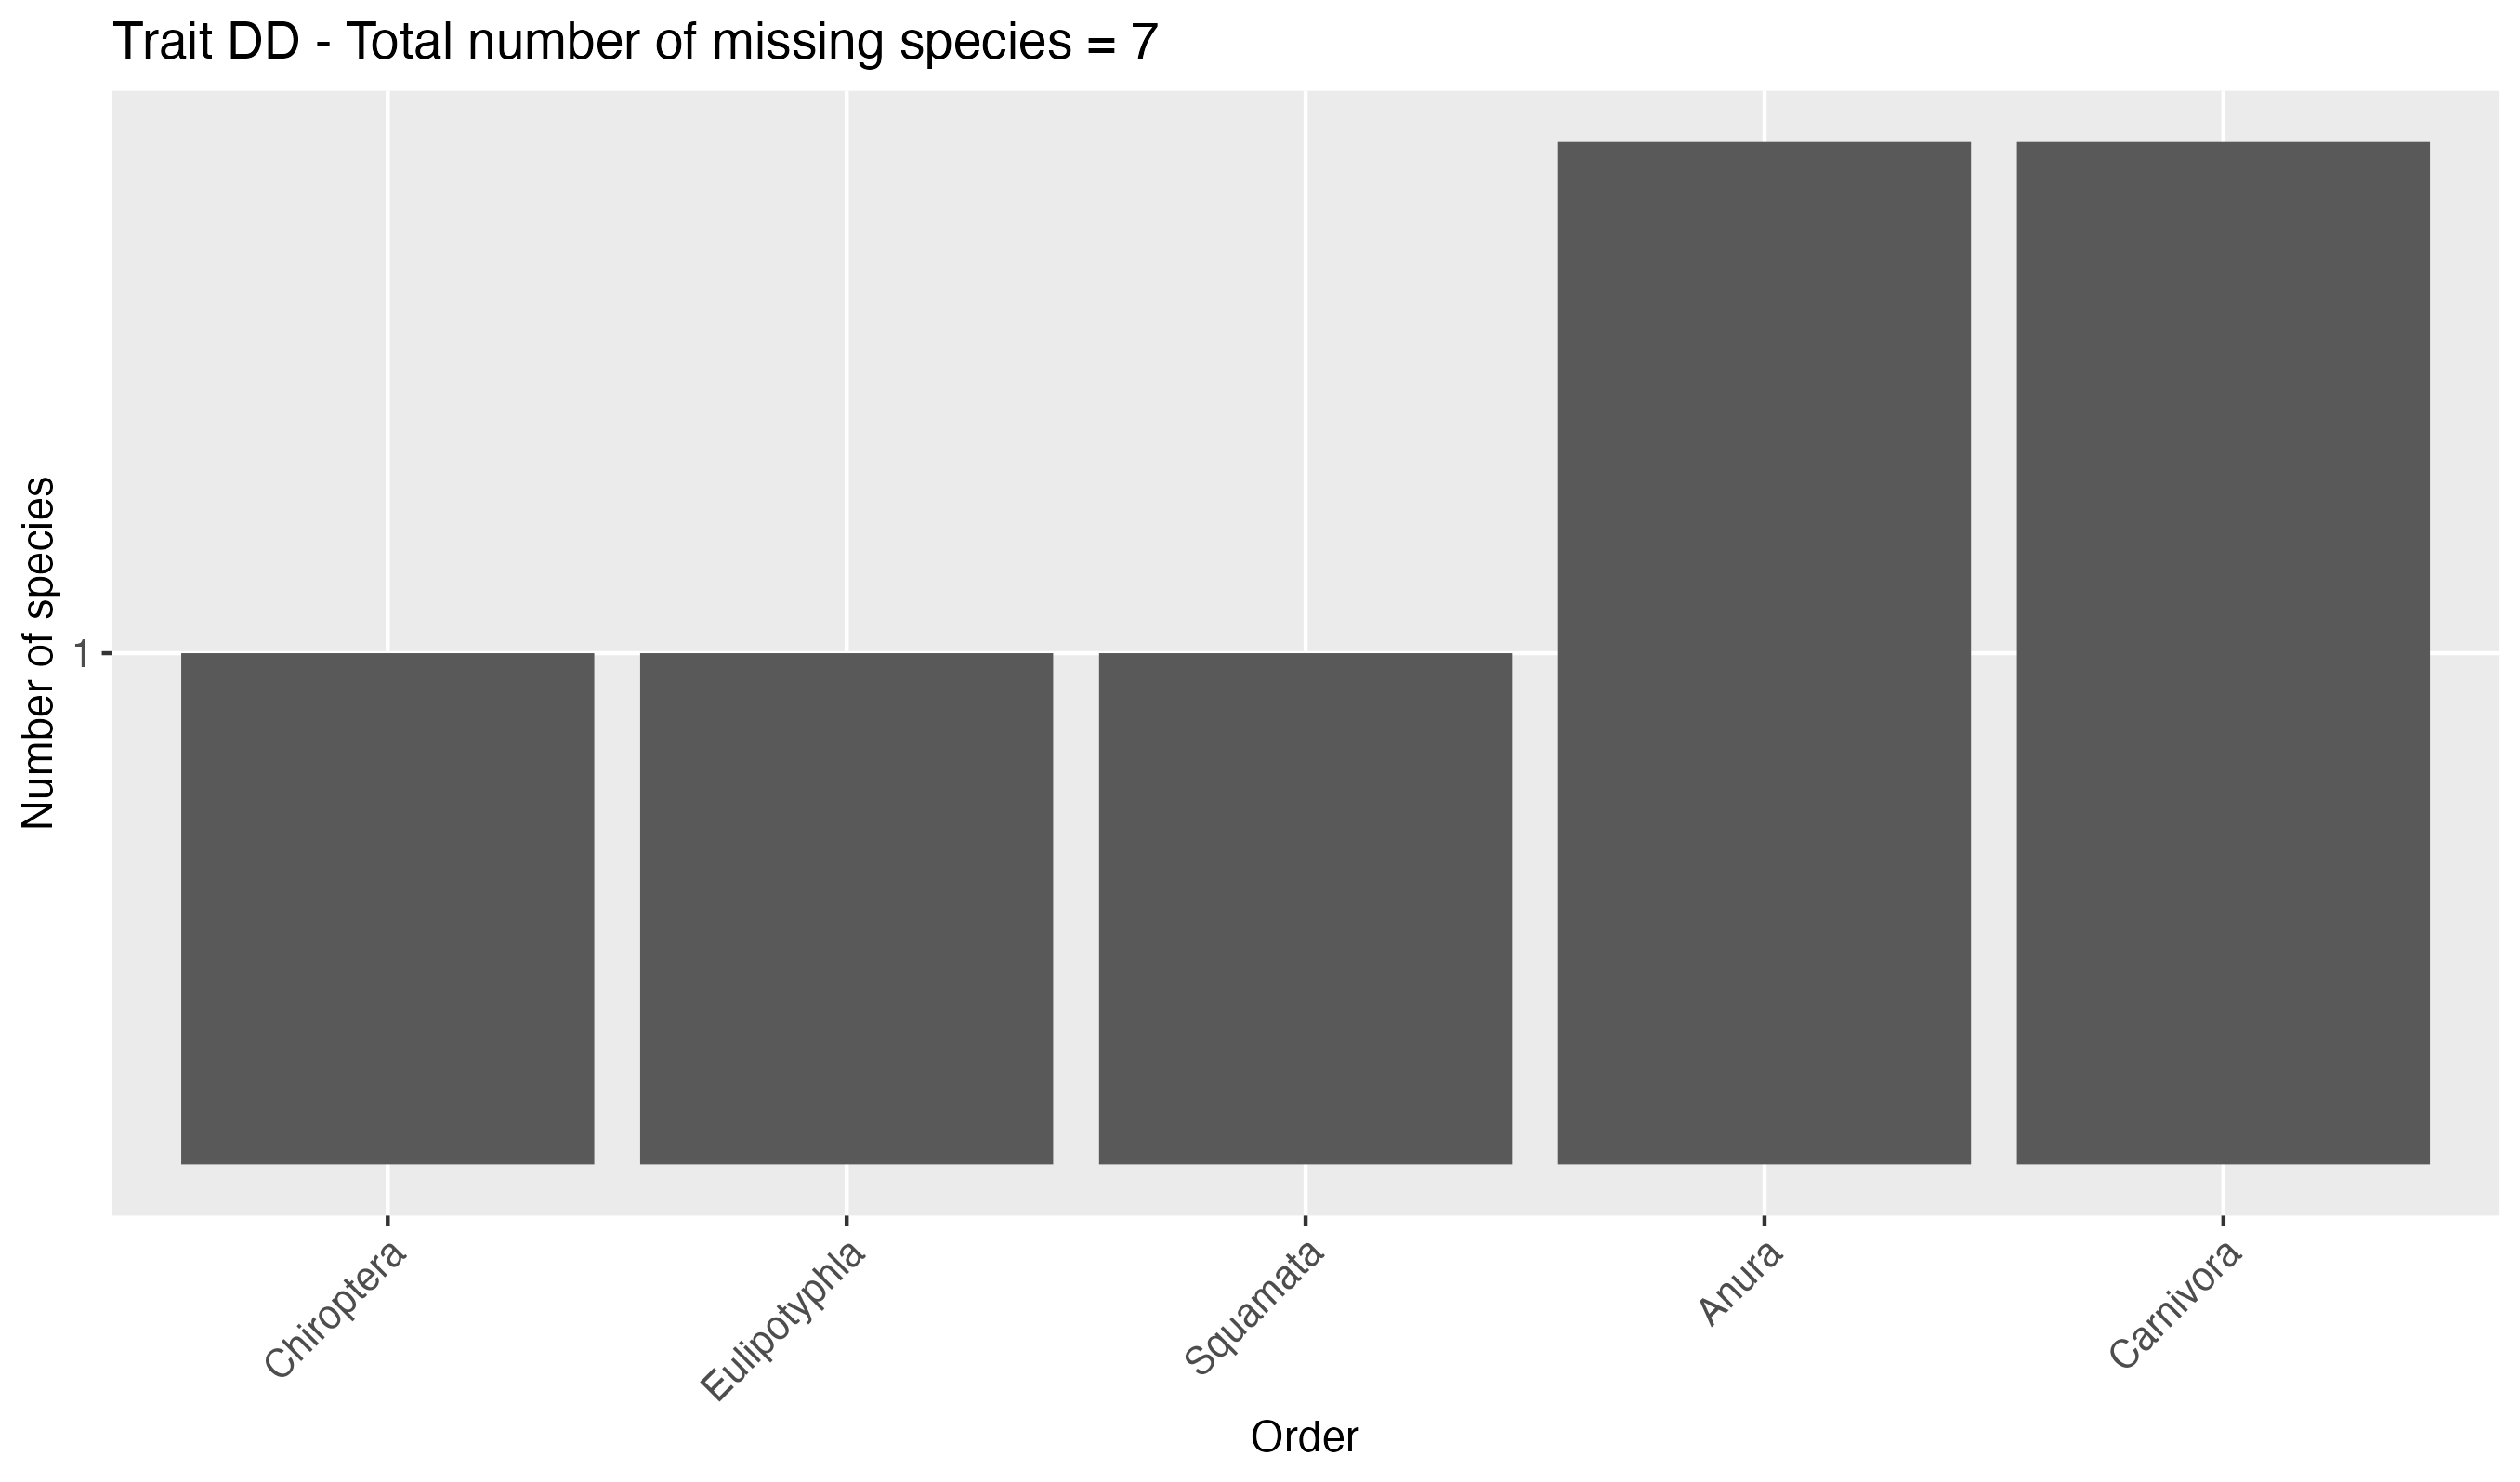 Trait DD - Total number of missing species = 7
Number of species
1
Chiroptera
Eulipotyphla
Squamata
Anura
Carnivora
Order